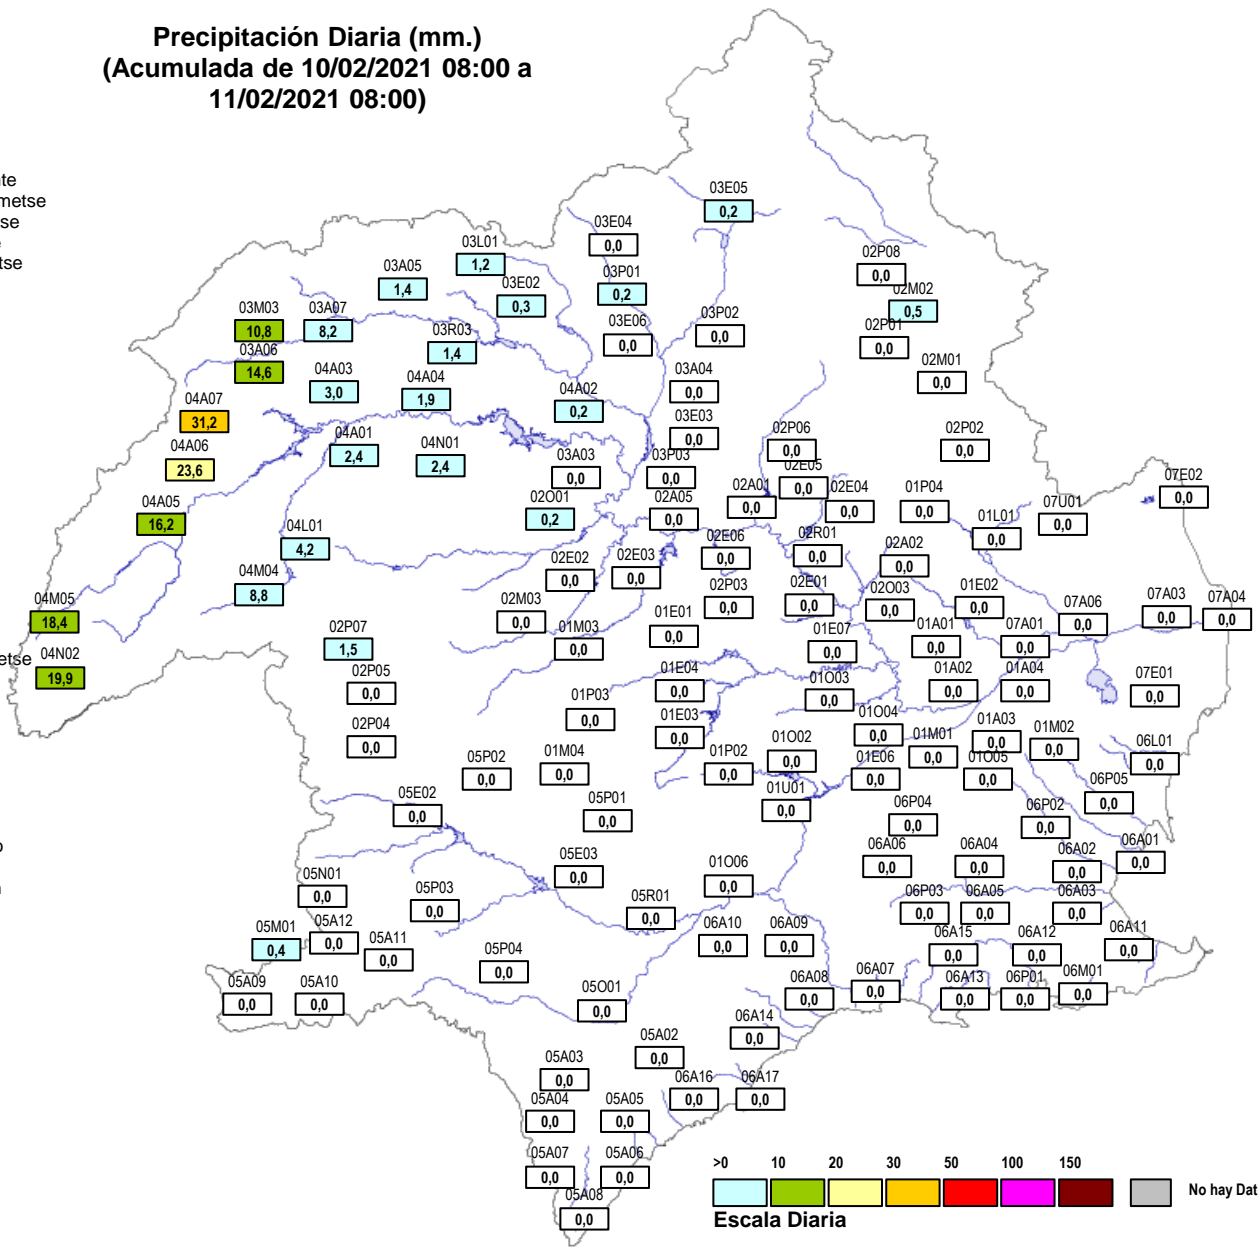 Precipitación Diaria (mm.)
(Acumulada de 10/02/2021 08:00 a
11/02/2021 08:00)
nte
metse
se
e
tse
etse
o
n
03E05
0,2
03E04
0,0
03L01
1,2
02P08
0,0
03A05
1,4
03P01
0,2
03E02
0,3
02M02
0,5
03M03
10,8
03A07
8,2
03P02
0,0
03E06
0,0
03R03
1,4
02P01
0,0
03A06
14,6
04A03
3,0
04A04
1,9
03A04
0,0
02M01
0,0
04A02
0,2
04A07
31,2
03E03
0,0
04A01
2,4
04N01
2,4
02P06
0,0
02P02
0,0
04A06
23,6
03A03
0,0
03P03
0,0
02E05
0,0
07E02
0,0
02A01
0,0
02E04
0,0
01P04
0,0
04A05
16,2
02O01
0,2
02A05
0,0
07U01
0,0
01L01
0,0
04L01
4,2
02E06
0,0
02R01
0,0
02A02
0,0
02E02
0,0
02E03
0,0
04M04
8,8
02P03
0,0
02E01
0,0
02O03
0,0
01E02
0,0
04M05
18,4
02M03
0,0
07A06
0,0
07A03
0,0
07A04
0,0
01E01
0,0
01M03
0,0
02P07
1,5
01E07
0,0
01A01
0,0
07A01
0,0
04N02
19,9
02P05
0,0
01E04
0,0
01O03
0,0
01A02
0,0
01A04
0,0
07E01
0,0
01P03
0,0
01E03
0,0
02P04
0,0
01O04
0,0
01A03
0,0
01M02
0,0
01M01
0,0
05P02
0,0
01M04
0,0
01P02
0,0
01O02
0,0
01E06
0,0
01O05
0,0
06L01
0,0
05E02
0,0
05P01
0,0
01U01
0,0
06P04
0,0
06P02
0,0
06P05
0,0
05E03
0,0
01O06
0,0
06A06
0,0
06A04
0,0
06A02
0,0
06A01
0,0
05N01
0,0
05P03
0,0
05R01
0,0
06P03
0,0
06A05
0,0
06A03
0,0
05M01
0,4
05A12
0,0
05A11
0,0
06A10
0,0
06A09
0,0
06A15
0,0
06A12
0,0
06A11
0,0
05P04
0,0
05A09
0,0
05A10
0,0
05O01
0,0
06A08
0,0
06A07
0,0
06A13
0,0
06P01
0,0
06M01
0,0
06A14
0,0
05A02
0,0
05A03
0,0
06A16
0,0
06A17
0,0
05A04
0,0
05A05
0,0
05A07
0,0
05A06
0,0
05A08
0,0
>0 10 20 30 50 100 150
No hay Dat
Escala Diaria